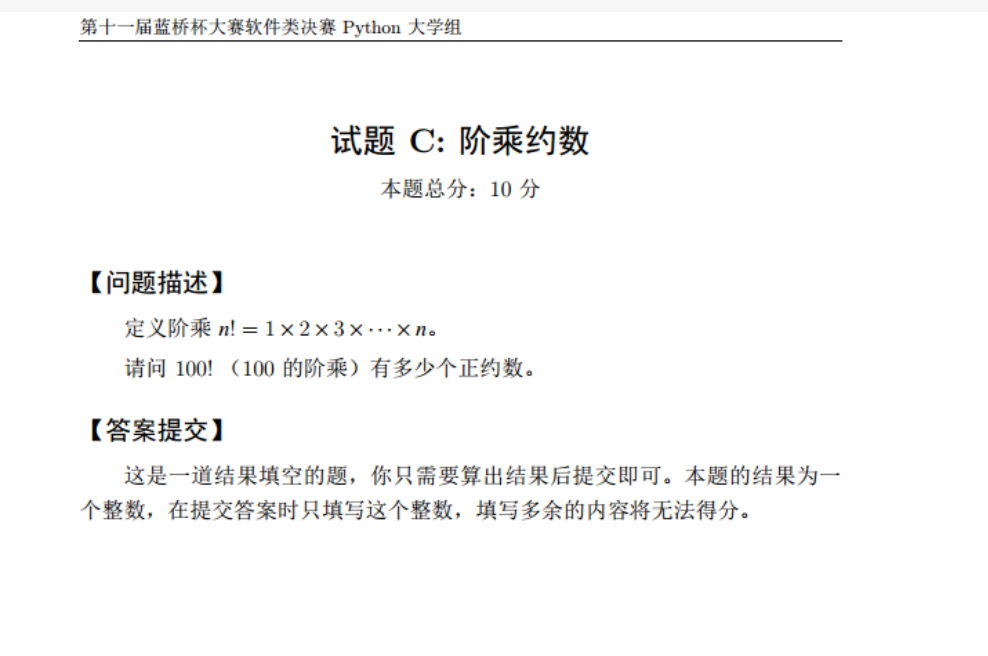 第十一届蓝桥杯大赛软件类决赛 Python 大学组
试题 C: 阶乘约数
本题总分：10 分
【问题描述】
定义阶乘 n! = 1 × 2 × 3 × ··· × n。
请问 100! （100 的阶乘）有多少个正约数。
【答案提交】
这是一道结果填空的题，你只需要算出结果后提交即可。本题的结果为一
个整数，在提交答案时只填写这个整数，填写多余的内容将无法得分。